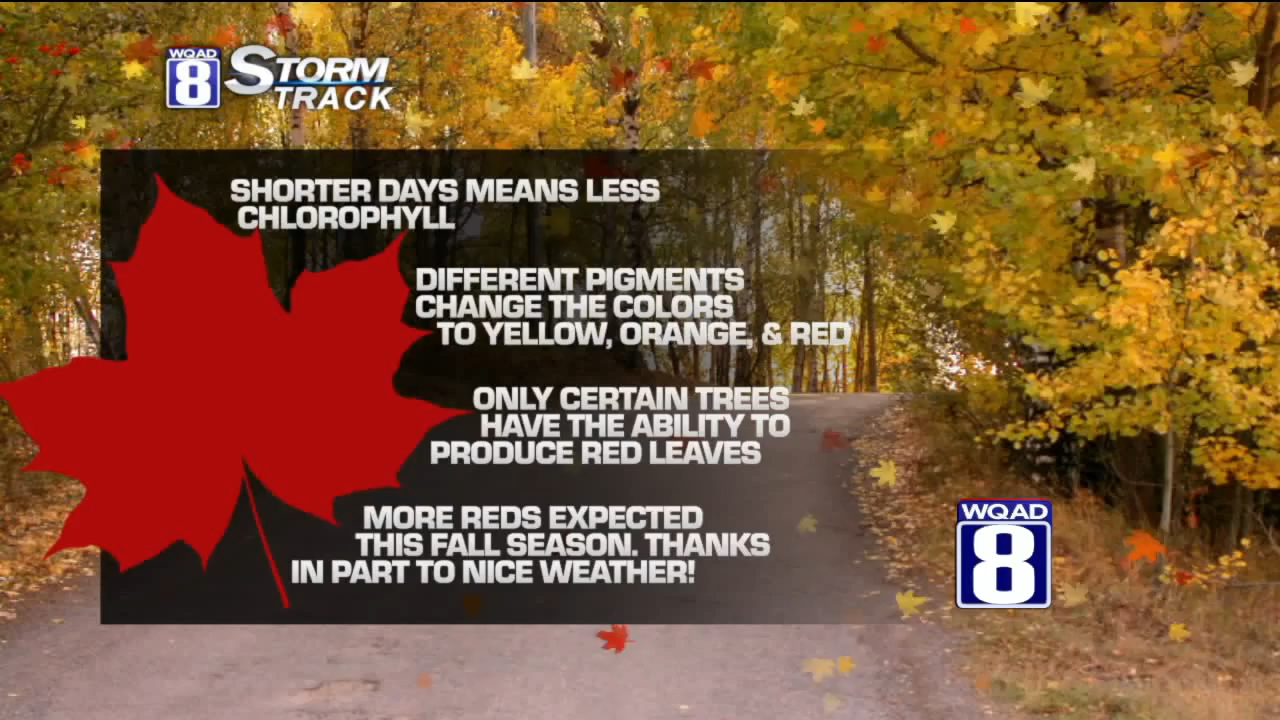 WQAD
8 STORM
TRACK
SHORTER DAYS MEANS LESS
CHLOROPHYLL
DIFFERENT PIGMENTS
CHANGE THE COLORS
TO YELLOW, ORANGE, & RED
ONLY CERTAIN TREES
HAVE THE ABILITY TO
PRODUCE RED LEAVES
MORE REDS EXPECTED
THIS FALL SEASON. THANKS
IN PART TO NICE WEATHER!
WQAD
8